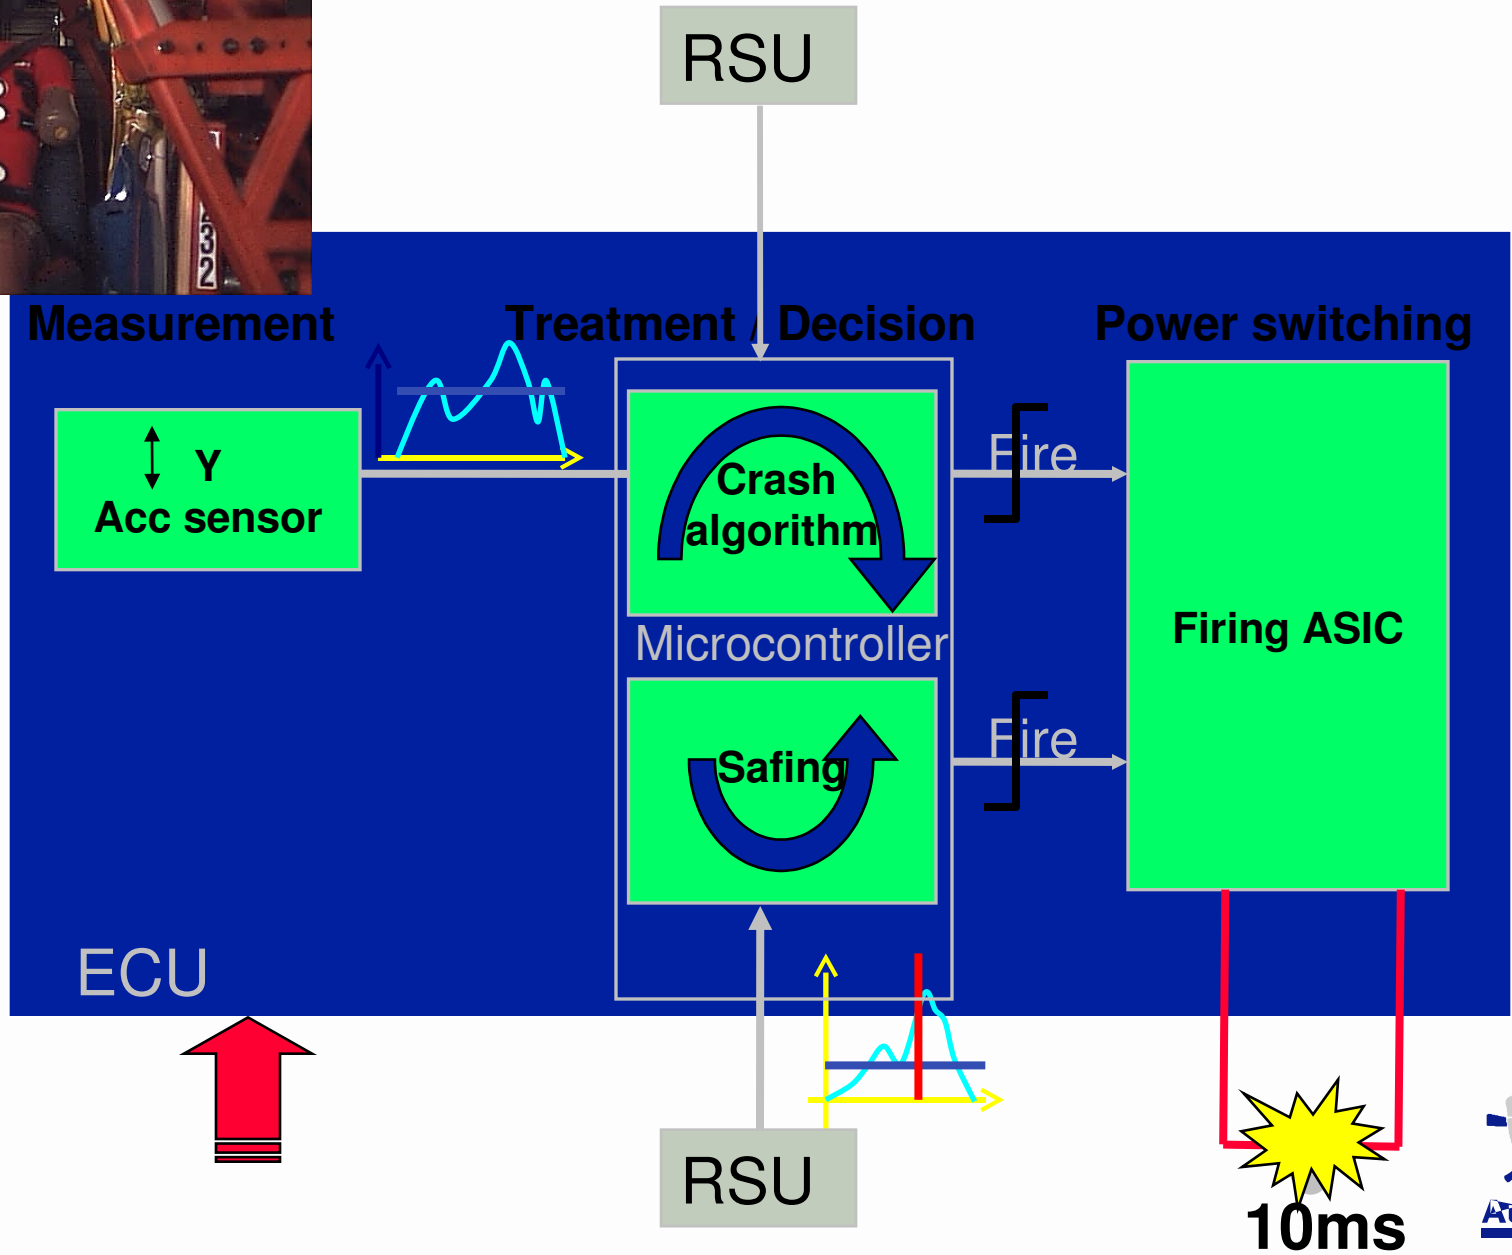 RSU
32
Measurement
Treatment / Decision
Power switching
Y
Acc sensor
Crash
algorithm
Fire
Microcontroller
Firing ASIC
Safing
Fire
ECU
RSU
10ms